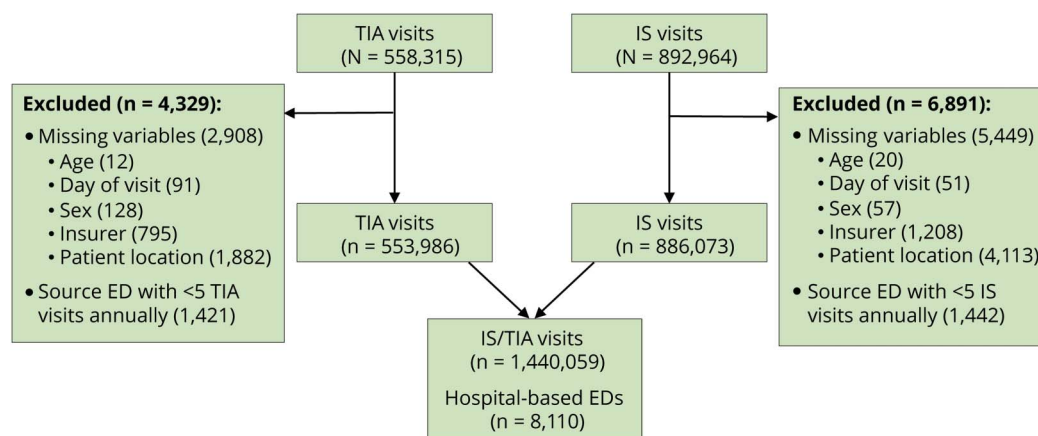 TIA visits
(N = 558,315)
IS visits
(N = 892,964)
Excluded (n = 4,329):
• Missing variables (2,908)
• Age (12)
• Day of visit (91)
• Sex (128)
• Insurer (795)
• Patient location (1,882)
• Source ED with <5 TIA
visits annually (1,421)
Excluded (n = 6,891):
• Missing variables (5,449)
• Age (20)
• Day of visit (51)
• Sex (57)
• Insurer (1,208)
• Patient location (4,113)
• Source ED with <5 IS
visits annually (1,442)
TIA visits
(n = 553,986)
IS visits
(n = 886,073)
IS/TIA visits
(n = 1,440,059)
Hospital-based EDs
(n = 8,110)